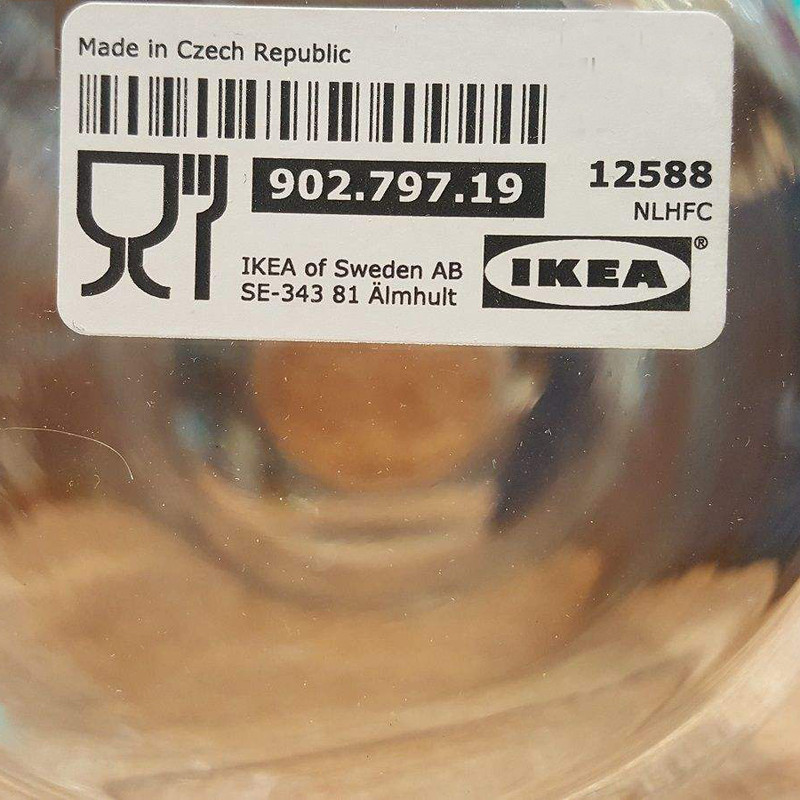 Made in Czech Republic
902.797.19
12588
NLHFC
IKEA of Sweden AB
SE-343 81 Älmhult
IKEA®